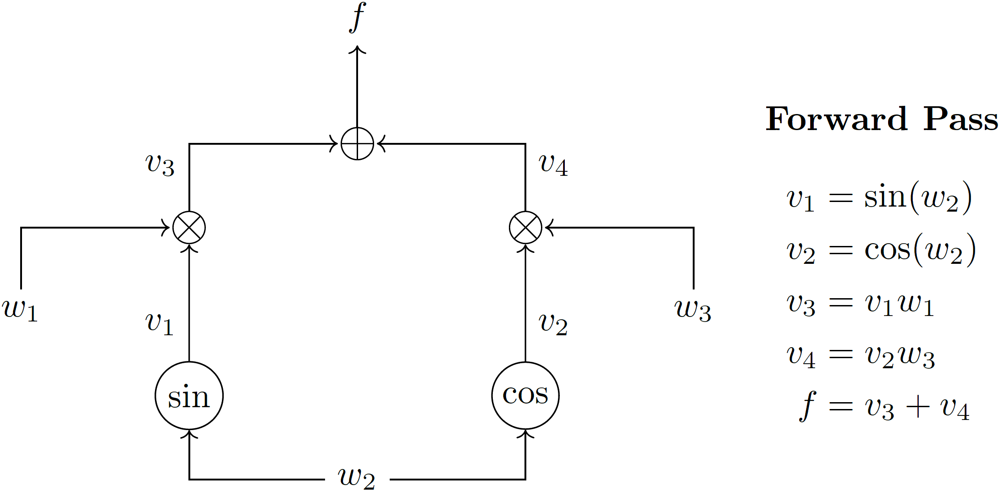 f
Forward Pass
v₃
v₄
v₁ = sin(w₂)
v₂ = cos(w₂)
w₁
w₃
v₃ = v₁w₁
v₁
v₂
v₄ = v₂w₃
sin
cos
f = v₃ + v₄
w₂